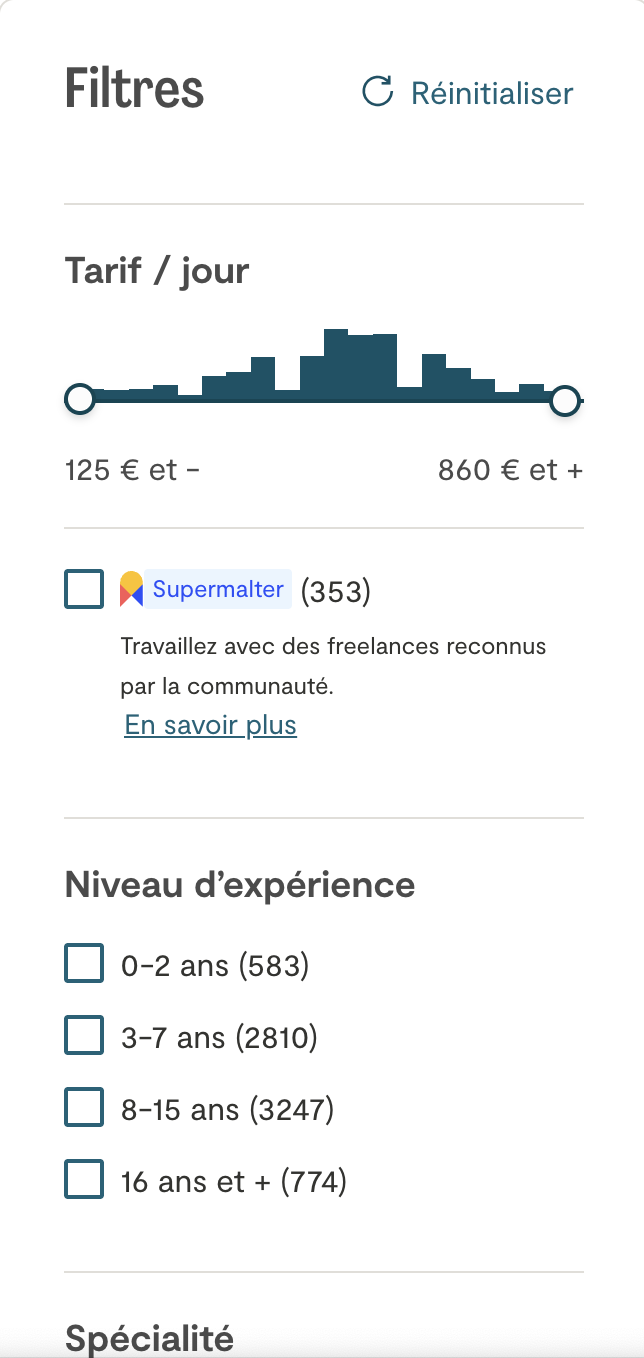 Filtres
Réinitialiser
Tarif / jour
125 € et -
860 € et +
Supermalter (353)
Travaillez avec des freelances reconnus
par la communauté.
En savoir plus
Niveau d’expérience
0-2 ans (583)
3-7 ans (2810)
8-15 ans (3247)
16 ans et + (774)
Spécialité